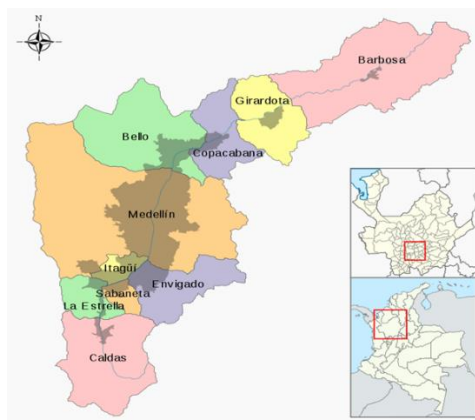 N
Barbosa
Girardota
Bello
Copacabana
Medellín
Itagüí
Envigado
Sabaneta
La Estrella
Caldas